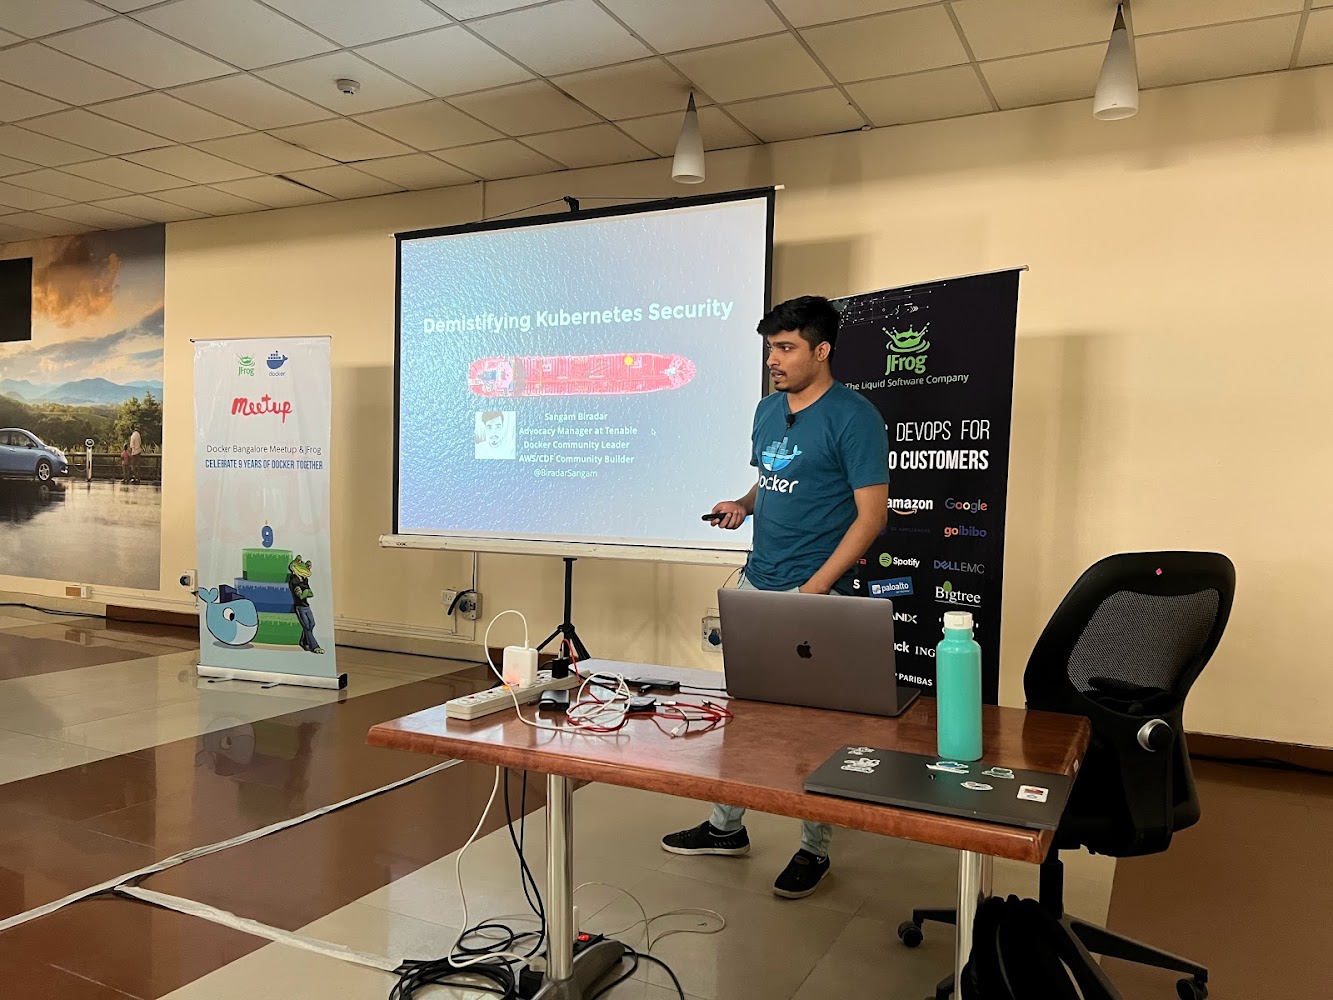 JFrog
docker
Meetup
Docker Bangalore Meetup & JFrog
CELEBRATE 9 YEARS OF DOCKER TOGETHER
9
Demistifying Kubernetes Security
Sangam Biradar
Advocacy Manager at Tenable
Docker Community Leader
AWS/CDF Community Builder
@BiradarSangam
docker
JFrog
The Liquid Software Company
DEVOPS FOR
CUSTOMERS
amazon
Google
goibibo
Spotify
DELLEMC
paloalto
Bigtree
ING
PARIBAS